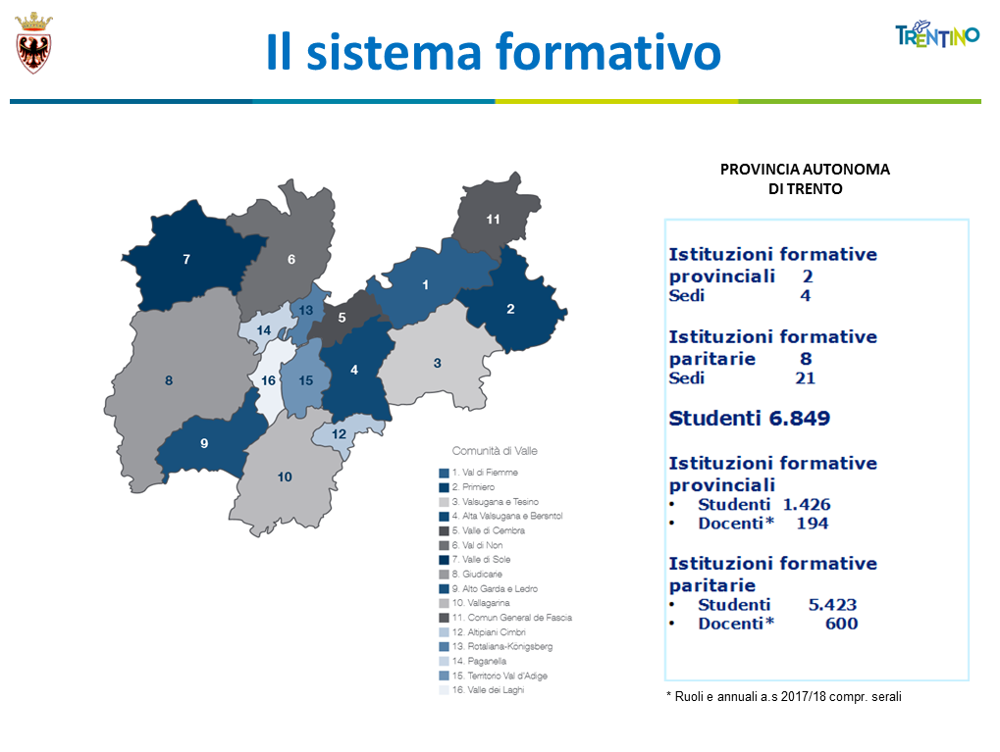 Il sistema formativo
TRENTINO
PROVINCIA AUTONOMA
DI TRENTO
Istituzioni formative
provinciali 2
Sedi 4
Istituzioni formative
paritarie 8
Sedi 21
Studenti 6.849
Istituzioni formative
provinciali
• Studenti 1.426
• Docenti* 194
Istituzioni formative
paritarie
• Studenti 5.423
• Docenti* 600
* Ruoli e annuali a.s 2017/18 compr. serali
11
7
6
1
13
2
5
14
3
4
8
16
15
12
9
10
Comunità di Valle
1. Val di Fiemme
2. Primiero
3. Valsugana e Tesino
4. Alta Valsugana e Bersntol
5. Valle di Cembra
6. Val di Non
7. Valle di Sole
8. Giudicarie
9. Alto Garda e Ledro
10. Vallagarina
11. Comun General de Fascia
12. Altipiani Cimbri
13. Rotaliana-Königsberg
14. Paganella
15. Territorio Val d'Adige
16. Valle dei Laghi